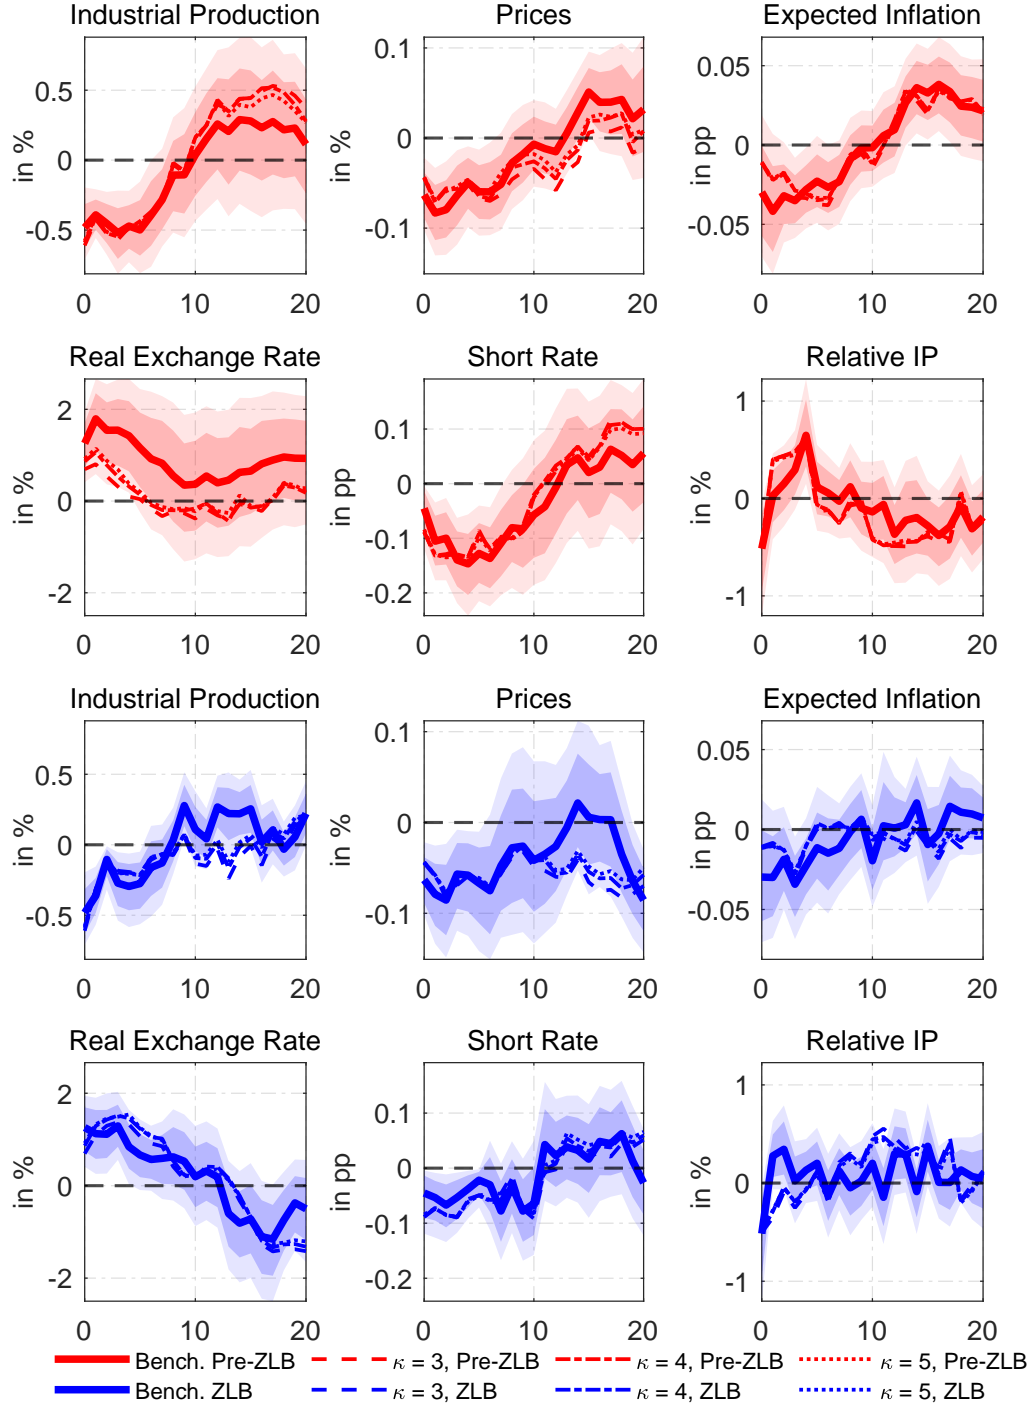 Industrial Production Prices Expected Inflation
in % 0.5 0 -0.5 0 10 20
in % 0.1 0 -0.1 0 10 20
in pp 0.05 0 -0.05 0 10 20
Real Exchange Rate Short Rate Relative IP
in % 2 0 -2 0 10 20
in pp 0.1 0 -0.1 -0.2 0 10 20
in % 1 0 -1 0 10 20
Industrial Production Prices Expected Inflation
in % 0.5 0 -0.5 0 10 20
in % 0.1 0 -0.1 0 10 20
in pp 0.05 0 -0.05 0 10 20
Real Exchange Rate Short Rate Relative IP
in % 2 0 -2 0 10 20
in pp 0.1 0 -0.1 -0.2 0 10 20
in % 1 0 -1 0 10 20
Bench. Pre-ZLB κ = 3, Pre-ZLB κ = 4, Pre-ZLB κ = 5, Pre-ZLB
Bench. ZLB κ = 3, ZLB κ = 4, ZLB κ = 5, ZLB